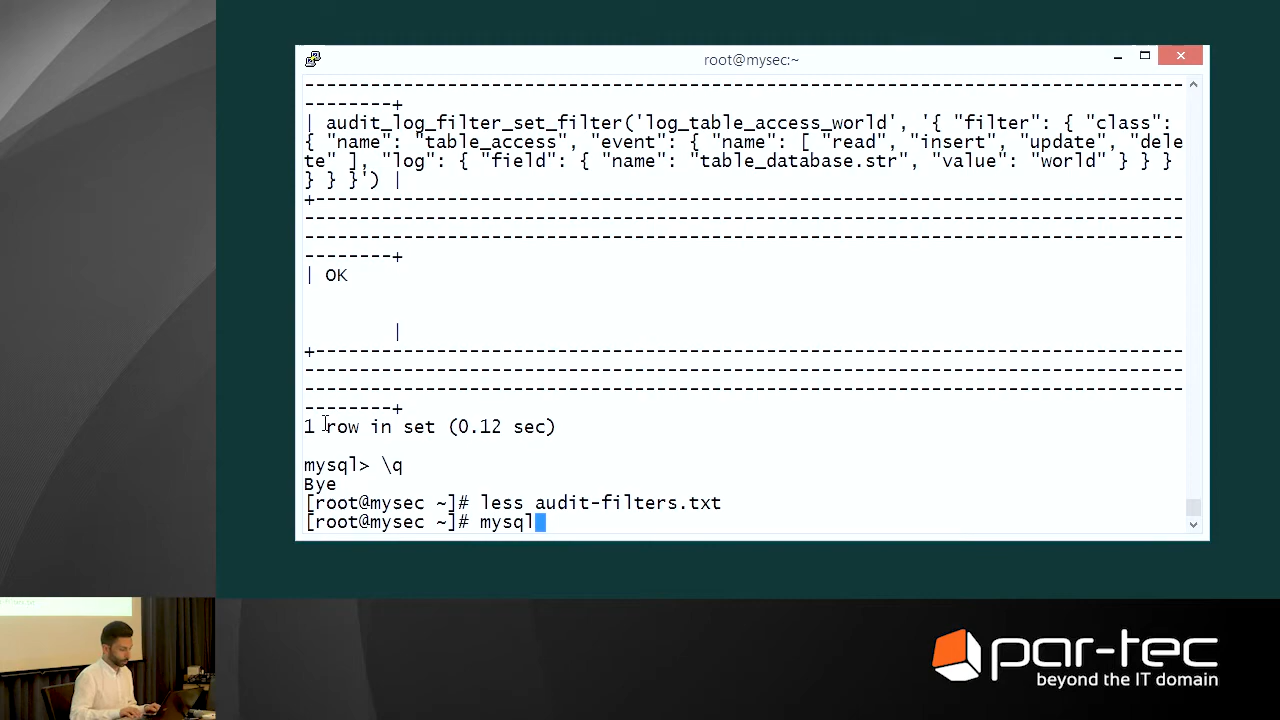 root@mysec:~
--------------------------------------------------------------------------------
--------+
| audit_log_filter_set_filter('log_table_access_world', '{ "filter": { "class":
{ "name": "table_access", "event": { "name": [ "read", "insert", "update", "dele
te" ], "log": { "field": { "name": "table_database.str", "value": "world" } } }
} } }') |
+-------------------------------------------------------------------------------
--------------------------------------------------------------------------------
--------------------------------------------------------------------------------
--------+
| OK
|
+-------------------------------------------------------------------------------
--------------------------------------------------------------------------------
--------------------------------------------------------------------------------
--------+
1 row in set (0.12 sec)
mysql> \q
Bye
[root@mysec ~]# less audit-filters.txt
[root@mysec ~]# mysql
par-tec
beyond the IT domain